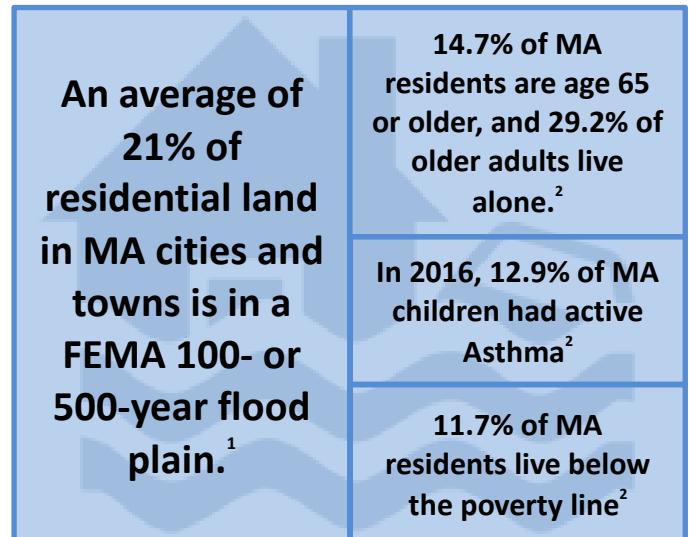 An average of
21% of
residential land
in MA cities and
towns is in a
FEMA 100- or
500-year flood
plain.¹
14.7% of MA
residents are age 65
or older, and 29.2% of
older adults live
alone.²
In 2016, 12.9% of MA
children had active
Asthma²
11.7% of MA
residents live below
the poverty line²